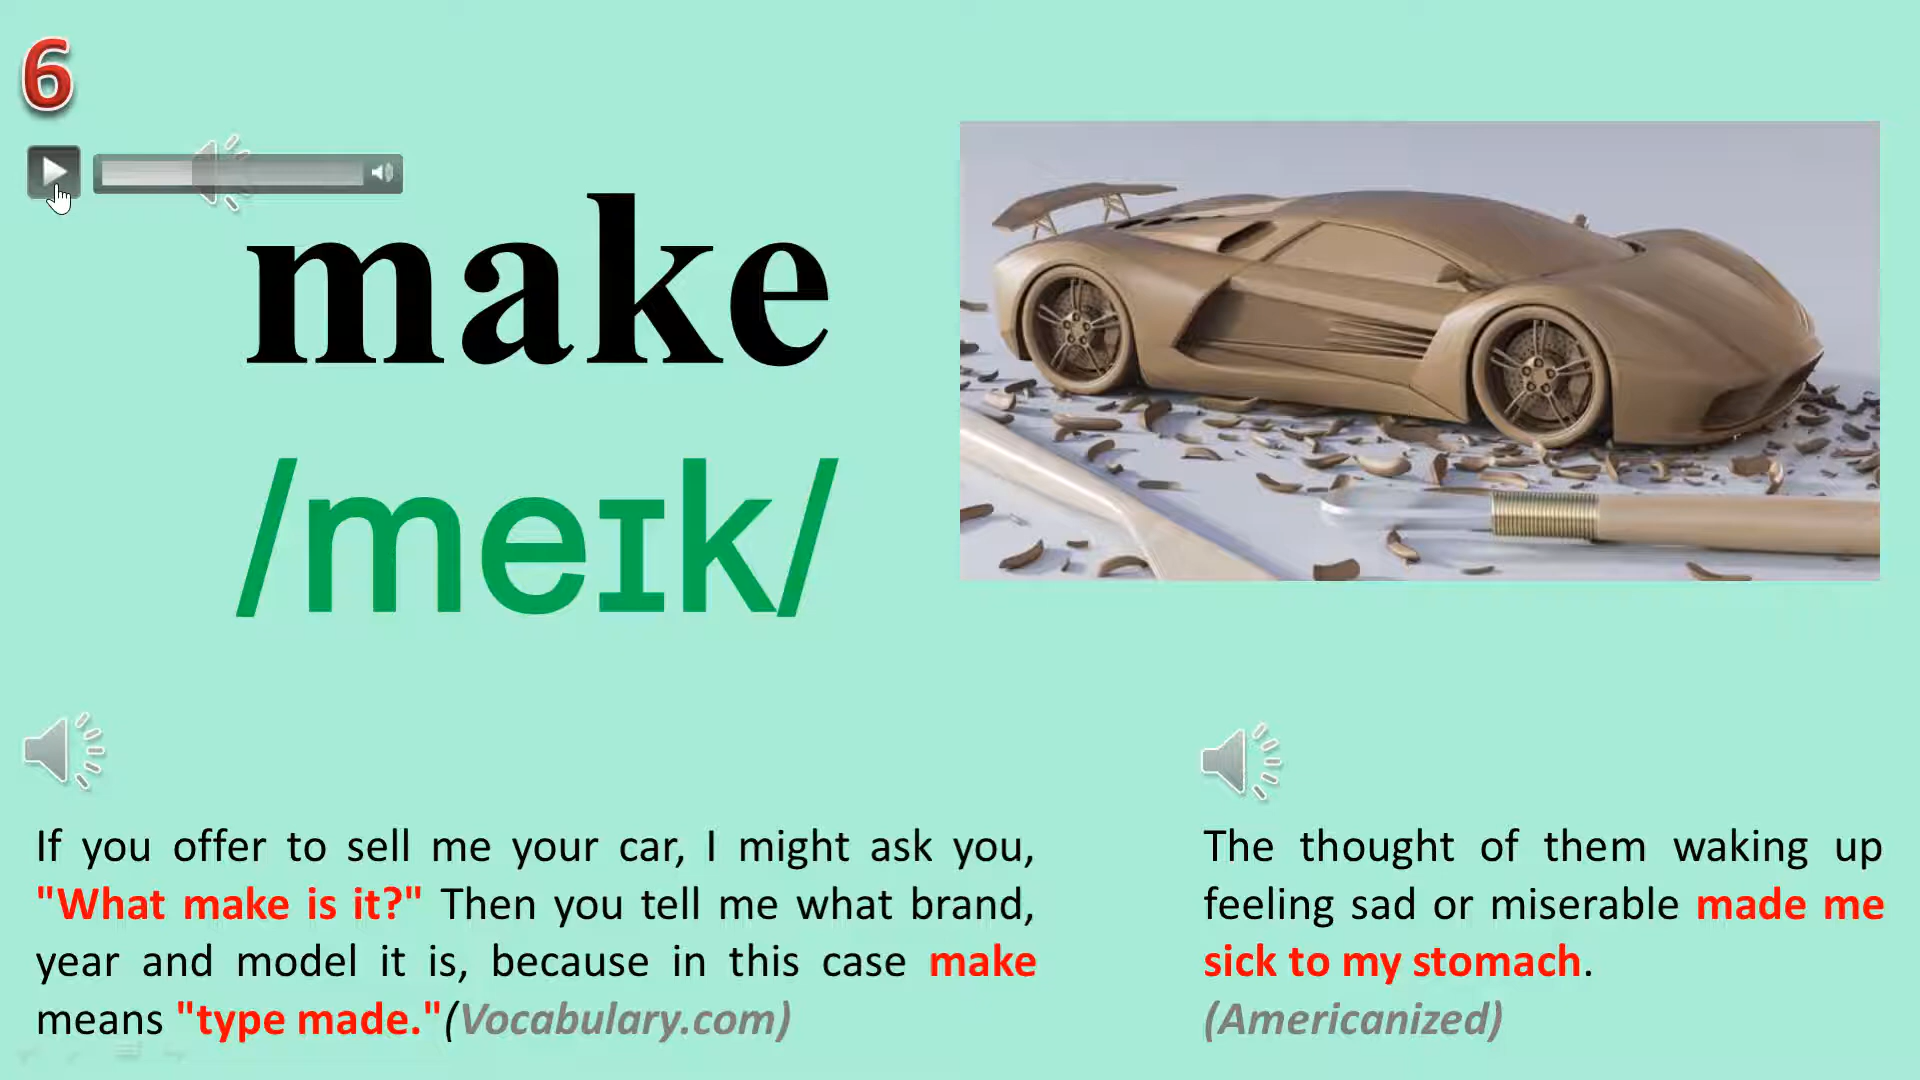 6
make
/meɪk/
If you offer to sell me your car, I might ask you,
"What make is it?" Then you tell me what brand,
year and model it is, because in this case make
means "type made."(Vocabulary.com)
The thought of them waking up
feeling sad or miserable made me
sick to my stomach.
(Americanized)